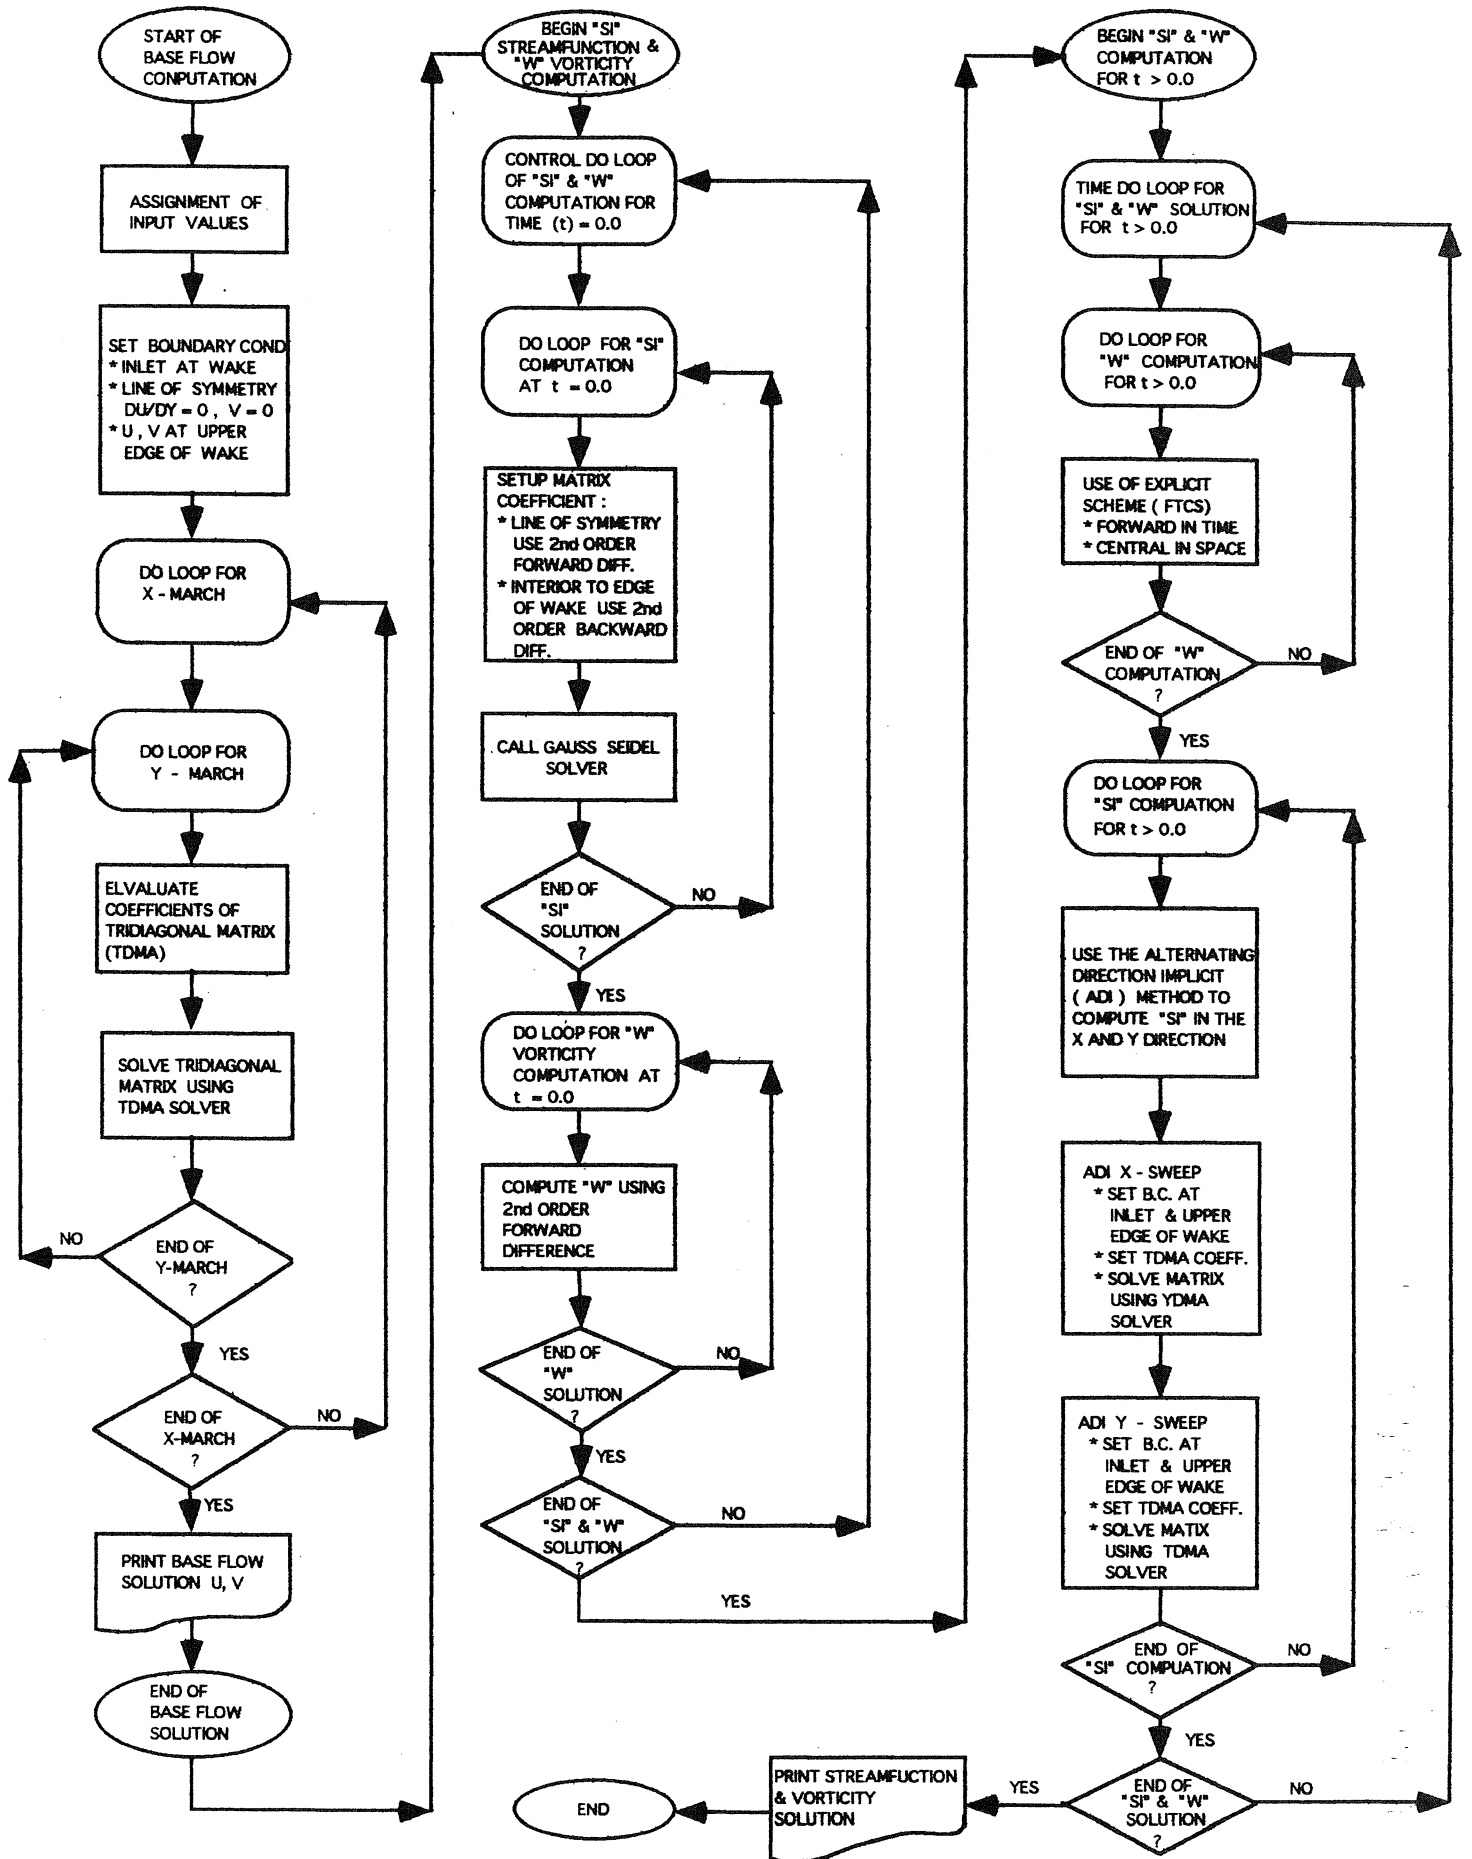 START OF
BASE FLOW
CONPUTATION
ASSIGNMENT OF
INPUT VALUES
SET BOUNDARY COND
* INLET AT WAKE
* LINE OF SYMMETRY
DU/DY = 0 , V = 0
* U , V AT UPPER
EDGE OF WAKE
DO LOOP FOR
X - MARCH
DO LOOP FOR
Y - MARCH
ELVALUATE
COEFFICIENTS OF
TRIDIAGONAL MATRIX
(TDMA)
SOLVE TRIDIAGONAL
MATRIX USING
TDMA SOLVER
NO
END OF
Y-MARCH
?
YES
END OF
X-MARCH
?
NO
YES
PRINT BASE FLOW
SOLUTION U, V
END OF
BASE FLOW
SOLUTION
BEGIN "SI"
STREAMFUNCTION &
"W" VORTICITY
COMPUTATION
CONTROL DO LOOP
OF "SI" & "W"
COMPUTATION FOR
TIME (t) = 0.0
DO LOOP FOR "SI"
COMPUTATION
AT t = 0.0
SETUP MATRIX
COEFFICIENT :
* LINE OF SYMMETRY
USE 2nd ORDER
FORWARD DIFF.
* INTERIOR TO EDGE
OF WAKE USE 2nd
ORDER BACKWARD
DIFF.
CALL GAUSS SEIDEL
SOLVER
END OF
"SI"
SOLUTION
?
NO
YES
DO LOOP FOR "W"
VORTICITY
COMPUTATION AT
t = 0.0
COMPUTE "W" USING
2nd ORDER
FORWARD
DIFFERENCE
END OF
"W"
SOLUTION
?
NO
YES
END OF
"SI" & "W"
SOLUTION
?
NO
YES
BEGIN "SI" & "W"
COMPUTATION
FOR t > 0.0
TIME DO LOOP FOR
"SI" & "W" SOLUTION
FOR t > 0.0
DO LOOP FOR
"W" COMPUTATION
FOR t > 0.0
USE OF EXPLICIT
SCHEME ( FTCS)
* FORWARD IN TIME
* CENTRAL IN SPACE
END OF "W"
COMPUTATION
?
NO
YES
DO LOOP FOR
"SI" COMPUATION
FOR t > 0.0
USE THE ALTERNATING
DIRECTION IMPLICIT
( ADI ) METHOD TO
COMPUTE "SI" IN THE
X AND Y DIRECTION
ADI X - SWEEP
* SET B.C. AT
INLET & UPPER
EDGE OF WAKE
* SET TDMA COEFF.
* SOLVE MATRIX
USING YDMA
SOLVER
ADI Y - SWEEP
* SET B.C. AT
INLET & UPPER
EDGE OF WAKE
* SET TDMA COEFF.
* SOLVE MATIX
USING TDMA
SOLVER
END OF
"SI" COMPUATION
?
NO
YES
END OF
"SI" & "W"
SOLUTION
?
NO
YES
PRINT STREAMFUCTION
& VORTICITY
SOLUTION
END